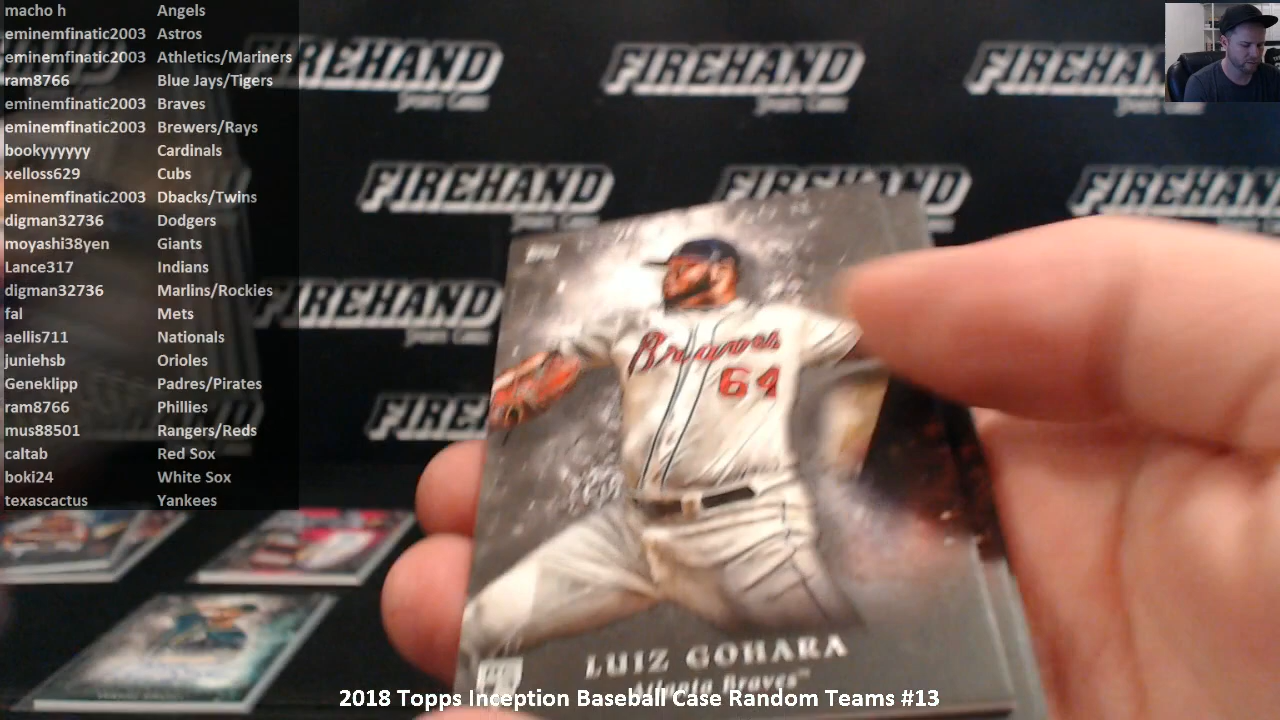 macho h Angels
eminemfinatic2003 Astros
eminemfinatic2003 Athletics/Mariners
ram8766 Blue Jays/Tigers
eminemfinatic2003 Braves
eminemfinatic2003 Brewers/Rays
bookyyyyyy Cardinals
xelloss629 Cubs
eminemfinatic2003 Dbacks/Twins
digman32736 Dodgers
moyashi38yen Giants
Lance317 Indians
digman32736 Marlins/Rockies
fal Mets
aellis711 Nationals
juniehsb Orioles
Geneklipp Padres/Pirates
ram8766 Phillies
mus88501 Rangers/Reds
caltab Red Sox
boki24 White Sox
texascactus Yankees
FIREHAND
FIREHAND
FIREHAND
FIREHAND
FIREHAND
FIREHAND
FIREHAND
Braves
64
LUIZ GOHARA
Atlanta Braves
2018 Topps Inception Baseball Case Random Teams #13